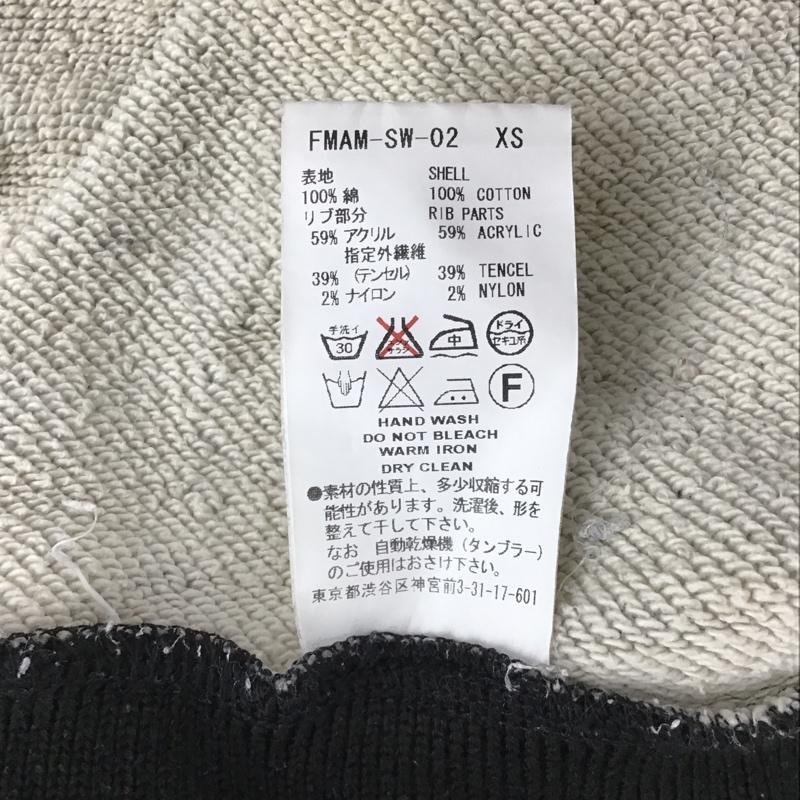 FMAM-SW-02 XS
表地 SHELL
100% 綿 100% COTTON
リブ部分 RIB PARTS
59% アクリル 59% ACRYLIC
指定外繊維
39% (テンセル) 39% TENCEL
2% ナイロン 2% NYLON
手洗イ 30 中 ドライ セキユ系
F
HAND WASH
DO NOT BLEACH
WARM IRON
DRY CLEAN
●素材の性質上、多少収縮する可
能性があります。洗濯後、形を
整えて干して下さい。
なお 自動乾燥機(タンブラー)
のご使用はおさけ下さい。
東京都渋谷区神宮前3-31-17-601